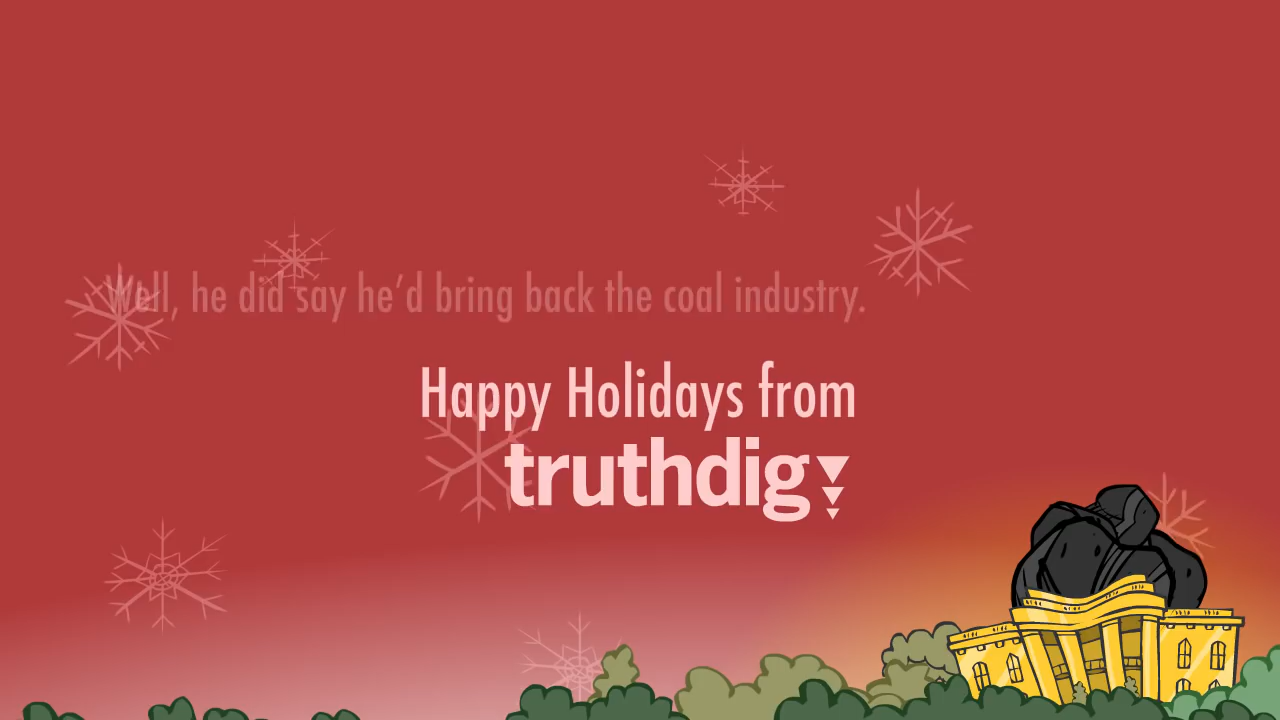 Well, he did say he’d bring back the coal industry.
Happy Holidays from
truthdig